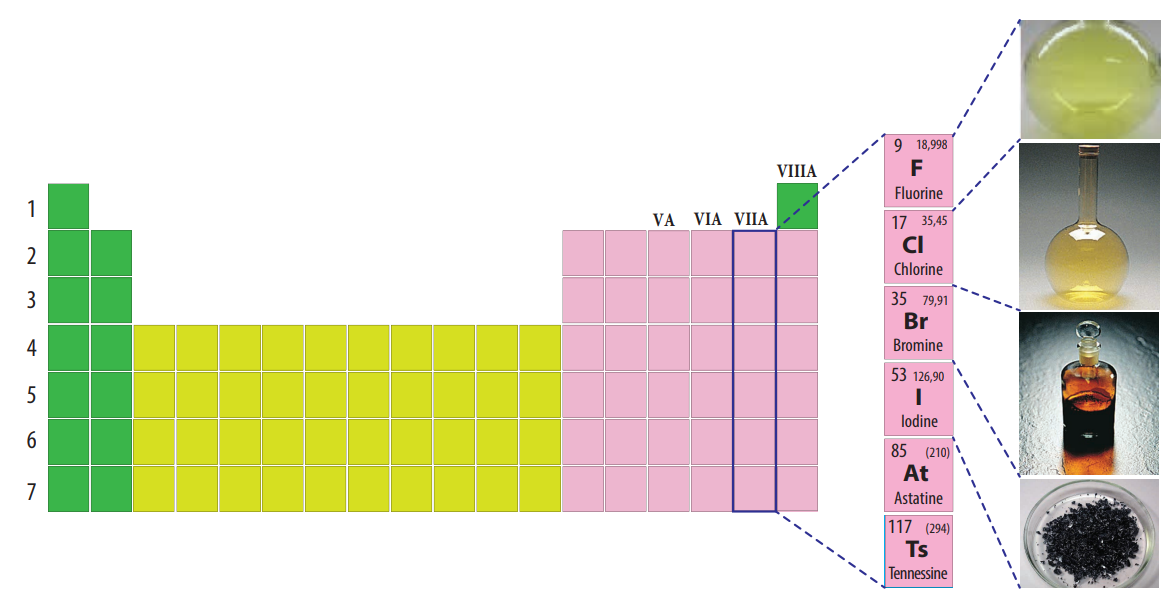 VIIIA
VA VIA VIIA
1
2
3
4
5
6
7
9 18,998
F
Fluorine
17 35,45
Cl
Chlorine
35 79,91
Br
Bromine
53 126,90
I
Iodine
85 (210)
At
Astatine
117 (294)
Ts
Tennessine